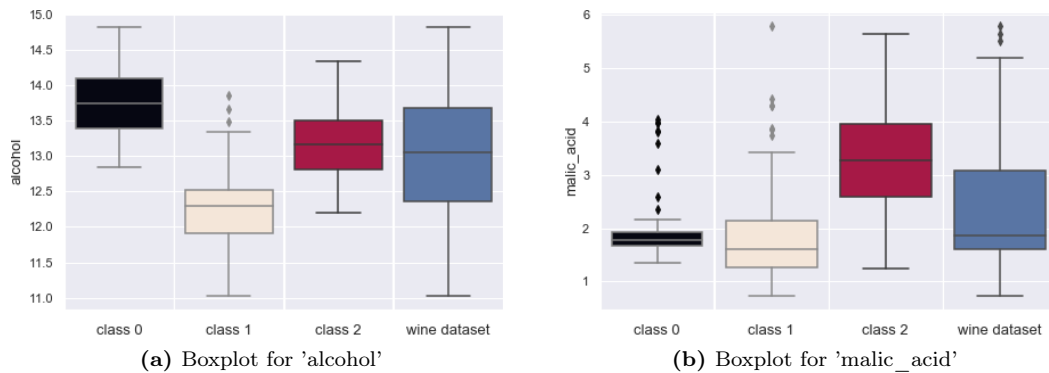 15.0
14.5
14.0
13.5
13.0
12.5
12.0
11.5
11.0
alcohol
class 0 class 1 class 2 wine dataset
(a) Boxplot for 'alcohol'
6
5
4
3
2
1
malic_acid
class 0 class 1 class 2 wine dataset
(b) Boxplot for 'malic_acid'